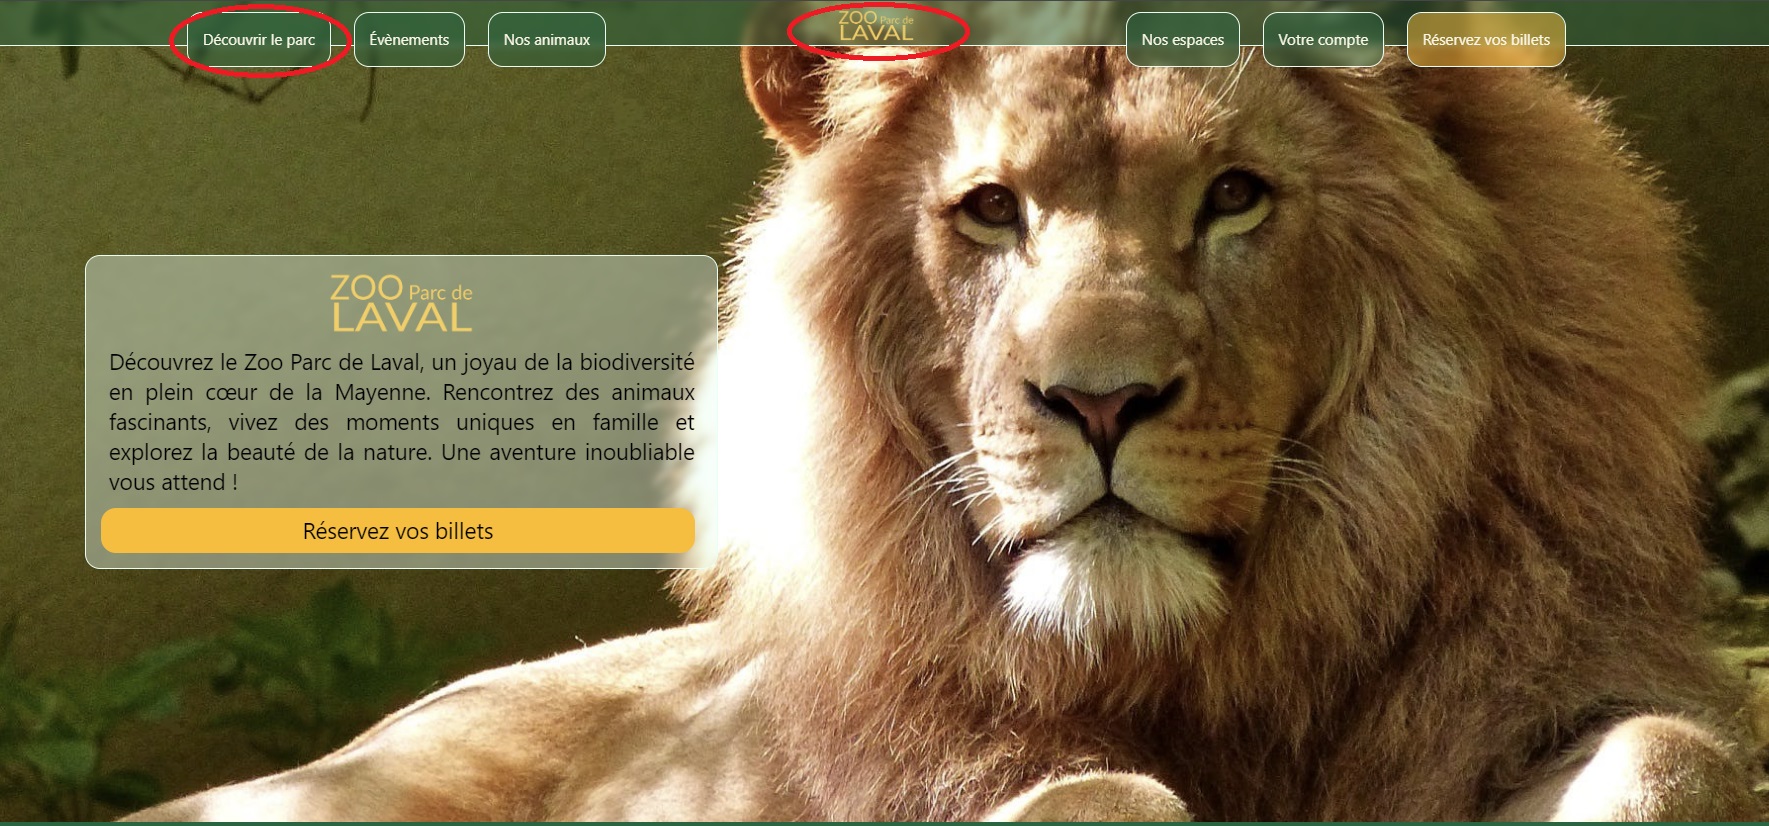 Découvrir le parc
Évènements
Nos animaux
ZOO Parc de
LAVAL
Nos espaces
Votre compte
Réservez vos billets
ZOO Parc de
LAVAL
Découvrez le Zoo Parc de Laval, un joyau de la biodiversité
en plein cœur de la Mayenne. Rencontrez des animaux
fascinants, vivez des moments uniques en famille et
explorez la beauté de la nature. Une aventure inoubliable
vous attend !
Réservez vos billets